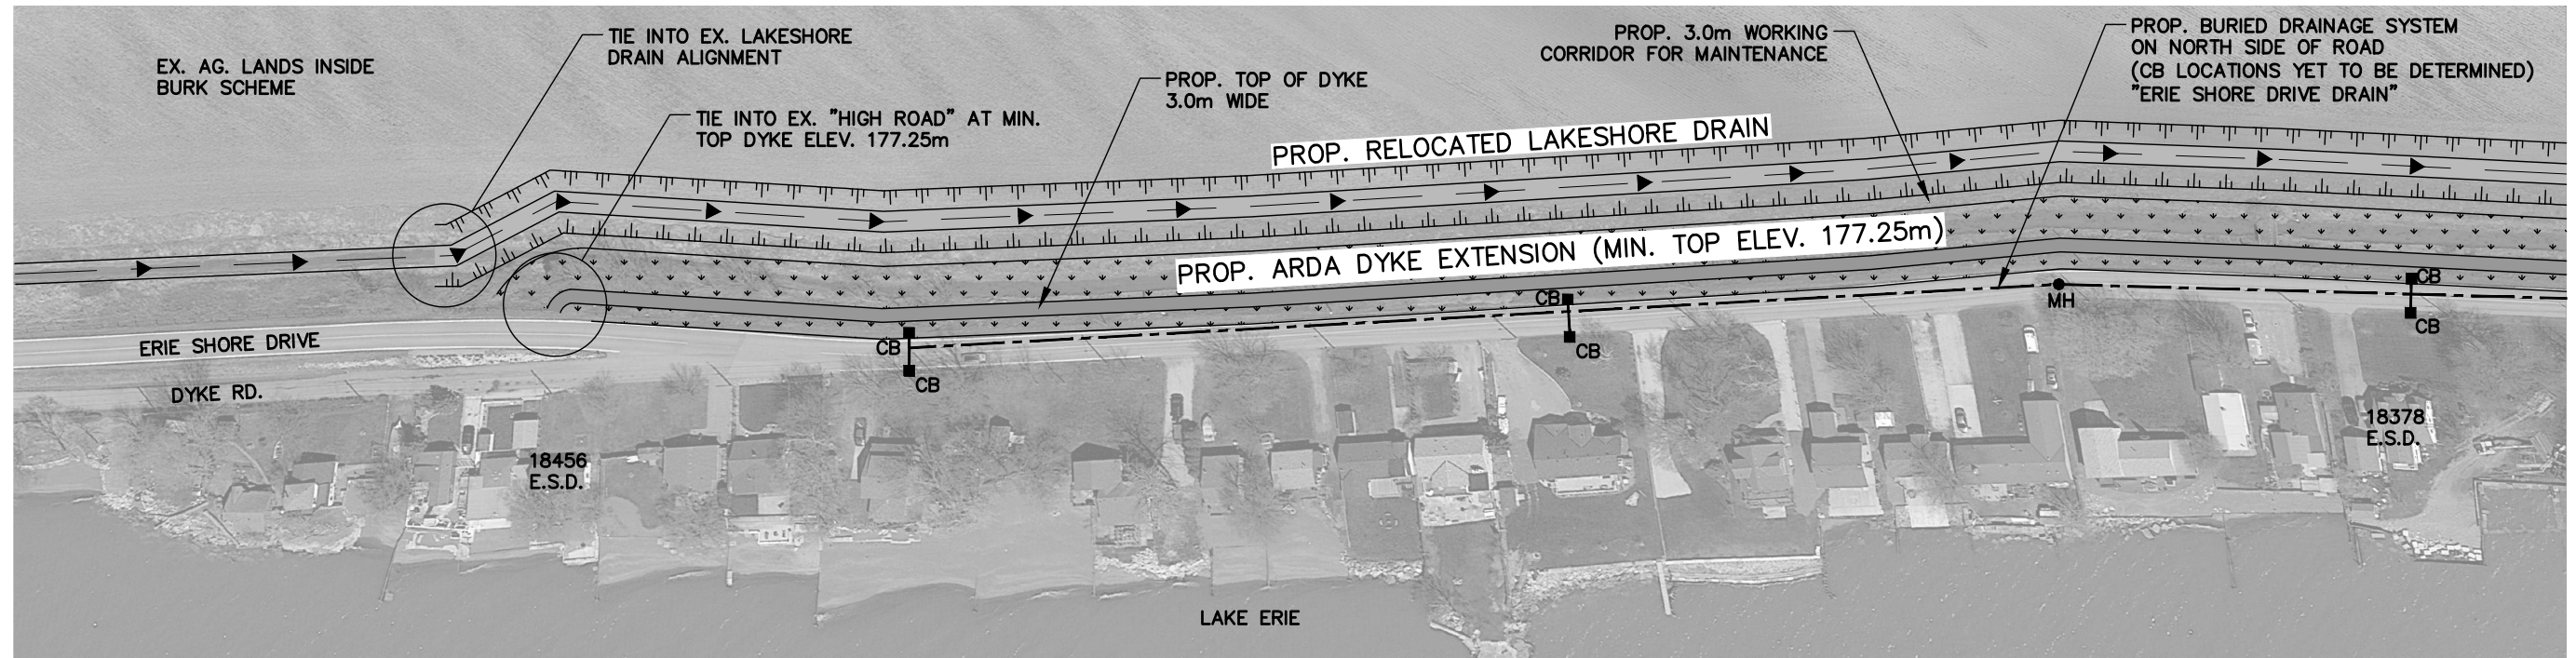 EX. AG. LANDS INSIDE
BURK SCHEME
TIE INTO EX. LAKESHORE
DRAIN ALIGNMENT
TIE INTO EX. "HIGH ROAD" AT MIN.
TOP DYKE ELEV. 177.25m
PROP. TOP OF DYKE
3.0m WIDE
PROP. 3.0m WORKING
CORRIDOR FOR MAINTENANCE
PROP. BURIED DRAINAGE SYSTEM
ON NORTH SIDE OF ROAD
(CB LOCATIONS YET TO BE DETERMINED)
"ERIE SHORE DRIVE DRAIN"
PROP. RELOCATED LAKESHORE DRAIN
PROP. ARDA DYKE EXTENSION (MIN. TOP ELEV. 177.25m)
ERIE SHORE DRIVE
DYKE RD.
CB
CB
CB
CB
MH
CB
CB
18456
E.S.D.
18378
E.S.D.
LAKE ERIE